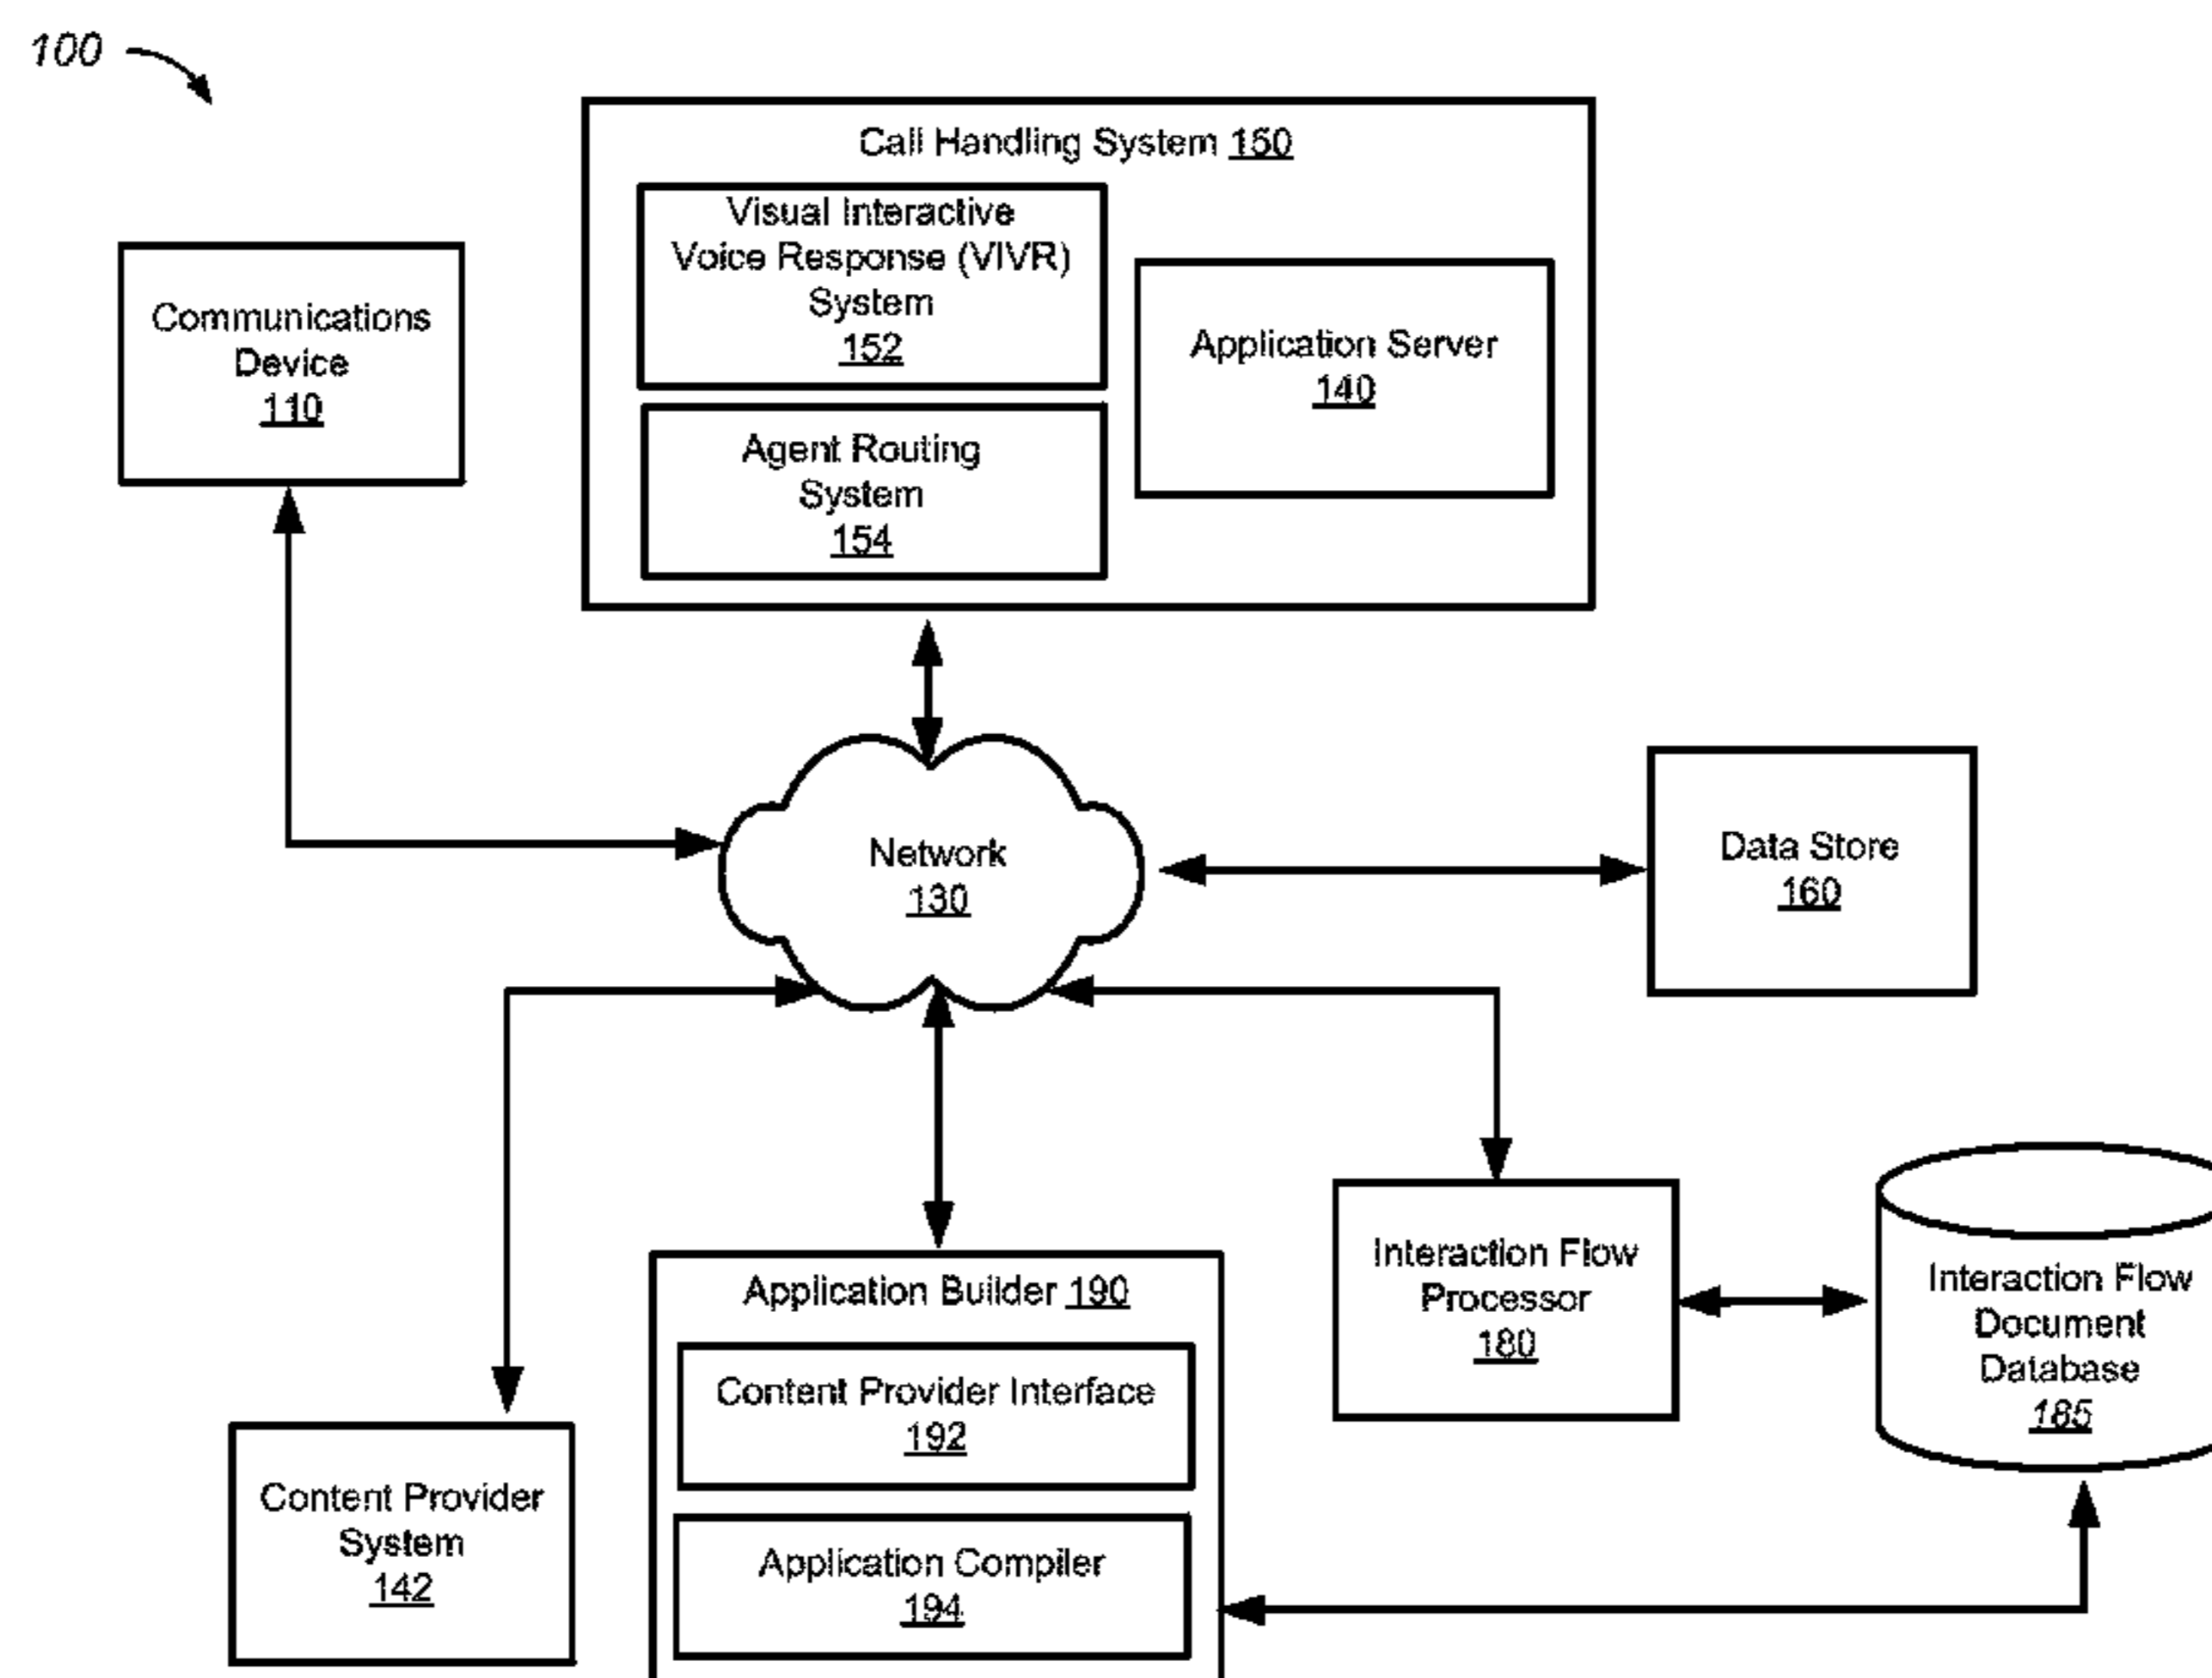 100
Call Handling System 150
Visual Interactive
Voice Response (VIVR)
System
152
Application Server
140
Agent Routing
System
154
Communications
Device
110
Network
130
Data Store
160
Interaction Flow
Processor
180
Interaction Flow
Document
Database
185
Application Builder 190
Content Provider Interface
192
Application Compiler
194
Content Provider
System
142